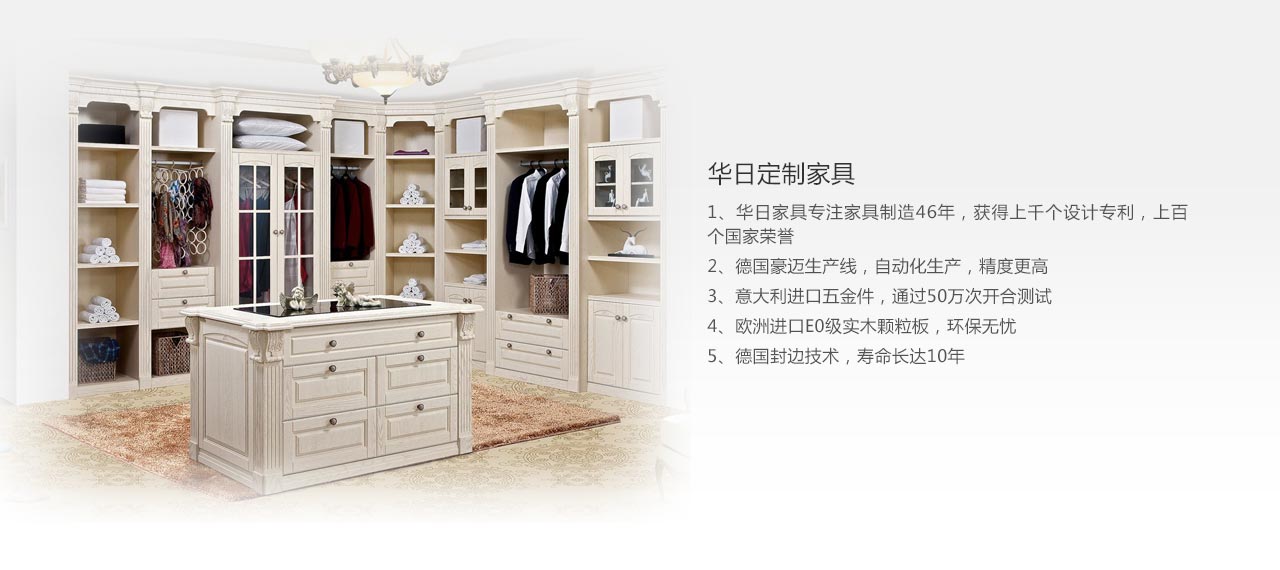 华日定制家具
1、华日家具专注家具制造46年，获得上千个设计专利，上百
个国家荣誉
2、德国豪迈生产线，自动化生产，精度更高
3、意大利进口五金件，通过50万次开合测试
4、欧洲进口E0级实木颗粒板，环保无忧
5、德国封边技术，寿命长达10年